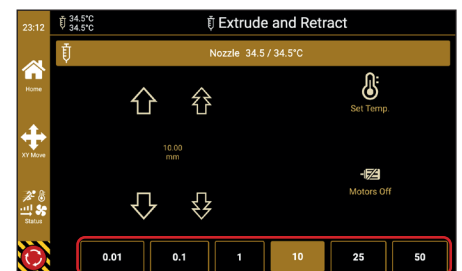 23:12
34.5°C
34.5°C
Extrude and Retract
Nozzle 34.5 / 34.5°C
Home
Set Temp.
XY Move
10.00
mm
Motors Off
Status
0.01 0.1 1 10 25 50